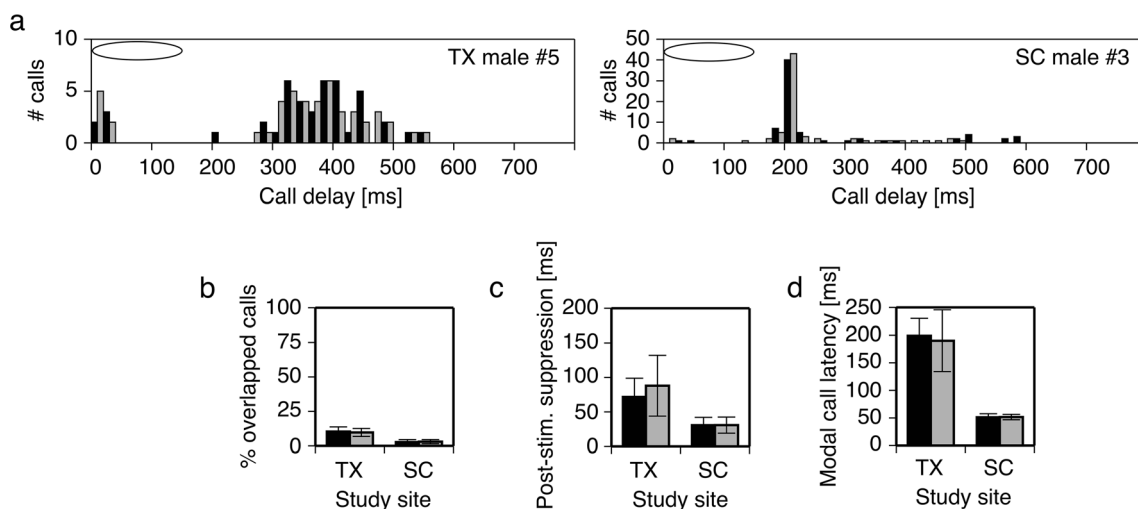 a
TX male #5
# calls
10
5
0
0 100 200 300 400 500 600 700
Call delay [ms]
SC male #3
# calls
50
40
30
20
10
0
0 100 200 300 400 500 600 700
Call delay [ms]
b
% overlapped calls
100
75
50
25
0
TX SC
Study site
c
Post-stim. suppression [ms]
200
150
100
50
0
TX SC
Study site
d
Modal call latency [ms]
250
200
150
100
50
0
TX SC
Study site